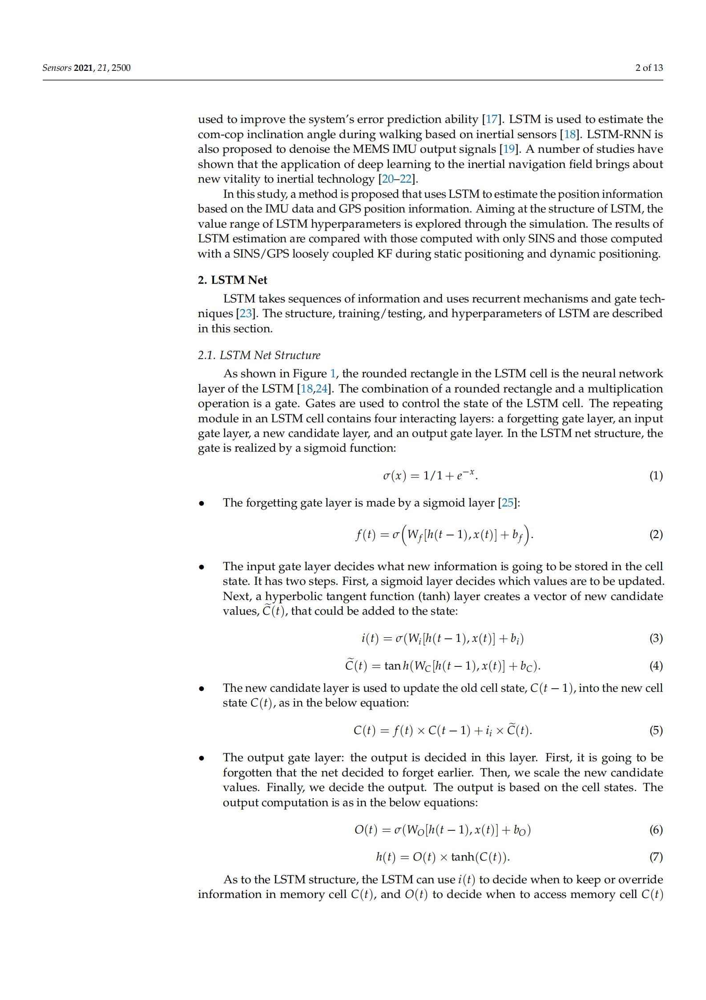 Sensors 2021, 21, 2500
2 of 13
used to improve the system's error prediction ability [17]. LSTM is used to estimate the
com-cop inclination angle during walking based on inertial sensors [18]. LSTM-RNN is
also proposed to denoise the MEMS IMU output signals [19]. A number of studies have
shown that the application of deep learning to the inertial navigation field brings about
new vitality to inertial technology [20–22].
In this study, a method is proposed that uses LSTM to estimate the position information
based on the IMU data and GPS position information. Aiming at the structure of LSTM, the
value range of LSTM hyperparameters is explored through the simulation. The results of
LSTM estimation are compared with those computed with only SINS and those computed
with a SINS/GPS loosely coupled KF during static positioning and dynamic positioning.
2. LSTM Net
LSTM takes sequences of information and uses recurrent mechanisms and gate tech-
niques [23]. The structure, training/testing, and hyperparameters of LSTM are described
in this section.
2.1. LSTM Net Structure
As shown in Figure 1, the rounded rectangle in the LSTM cell is the neural network
layer of the LSTM [18,24]. The combination of a rounded rectangle and a multiplication
operation is a gate. Gates are used to control the state of the LSTM cell. The repeating
module in an LSTM cell contains four interacting layers: a forgetting gate layer, an input
gate layer, a new candidate layer, and an output gate layer. In the LSTM net structure, the
gate is realized by a sigmoid function:
σ(x) = 1/1 + e^{−x}. (1)
• The forgetting gate layer is made by a sigmoid layer [25]:
f(t) = σ(W_f[h(t − 1), x(t)] + b_f). (2)
• The input gate layer decides what new information is going to be stored in the cell
state. It has two steps. First, a sigmoid layer decides which values are to be updated.
Next, a hyperbolic tangent function (tanh) layer creates a vector of new candidate
values, C̃(t), that could be added to the state:
i(t) = σ(W_i[h(t − 1), x(t)] + b_i) (3)
C̃(t) = tanh(W_C[h(t − 1), x(t)] + b_C). (4)
• The new candidate layer is used to update the old cell state, C(t − 1), into the new cell
state C(t), as in the below equation:
C(t) = f(t) × C(t − 1) + i_i × C̃(t). (5)
• The output gate layer: the output is decided in this layer. First, it is going to be
forgotten that the net decided to forget earlier. Then, we scale the new candidate
values. Finally, we decide the output. The output is based on the cell states. The
output computation is as in the below equations:
O(t) = σ(W_O[h(t − 1), x(t)] + b_O) (6)
h(t) = O(t) × tanh(C(t)). (7)
As to the LSTM structure, the LSTM can use i(t) to decide when to keep or override
information in memory cell C(t), and O(t) to decide when to access memory cell C(t)